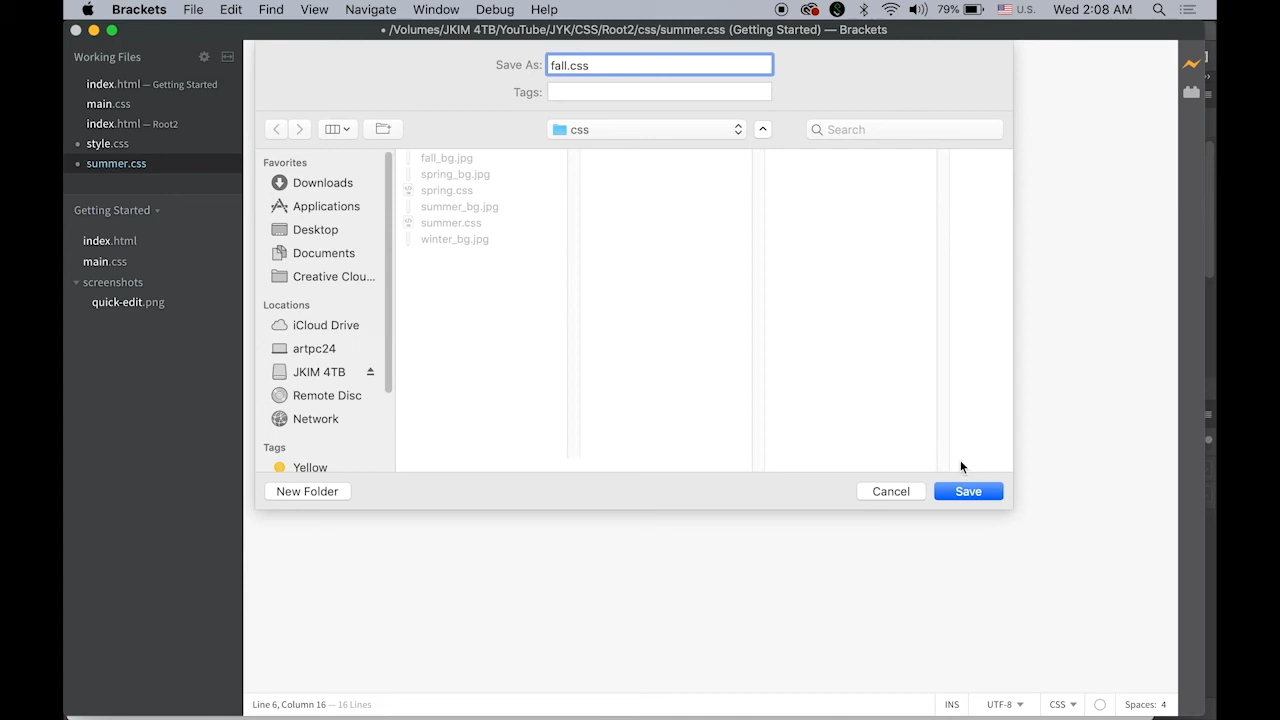 Brackets File Edit Find View Navigate Window Debug Help 79% U.S. Wed 2:08 AM
• /Volumes/JKIM 4TB/YouTube/JYK/CSS/Root2/css/summer.css (Getting Started) — Brackets
Working Files
index.html — Getting Started
main.css
index.html — Root2
• style.css
• summer.css
Getting Started
index.html
main.css
screenshots
quick-edit.png
Save As: fall.css
Tags:
css
Search
Favorites
Downloads
Applications
Desktop
Documents
Creative Clou...
Locations
iCloud Drive
artpc24
JKIM 4TB
Remote Disc
Network
Tags
Yellow
fall_bg.jpg
spring_bg.jpg
spring.css
summer_bg.jpg
summer.css
winter_bg.jpg
New Folder
Cancel
Save
Line 6, Column 16 — 16 Lines
INS UTF-8 CSS Spaces: 4